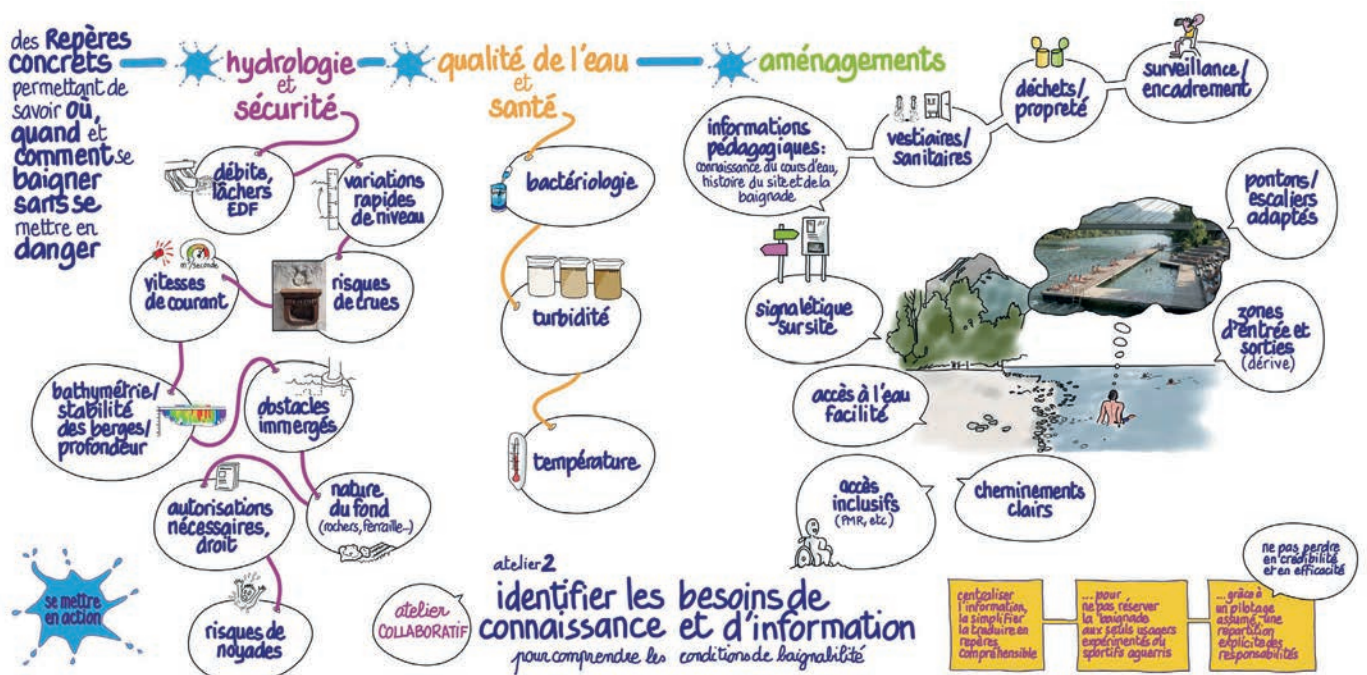 des Repères
concrets
permettant de
savoir où,
quand et
comment se
baigner
sans se
mettre en
danger
hydrologie
et
sécurité
débits,
lâchers
EDF
variations
rapides
de niveau
m³/seconde
vitesses
de courant
risques
de crues
bathymétrie/
stabilité
des berges/
profondeur
obstacles
immergés
autorisations
nécessaires,
droit
nature
du fond
(rochers, ferraille...)
risques de
noyades
qualité de l'eau
et
santé
bactériologie
turbidité
température
aménagements
informations
pédagogiques:
connaissance du cours d'eau,
histoire du site et de la
baignade
vestiaires/
sanitaires
déchets/
propreté
surveillance/
encadrement
pontons/
escaliers
adaptés
signalétique
sur site
zones
d'entrée et
sorties
(dérive)
accès à l'eau
facilité
accès
inclusifs
(PMR, etc)
cheminements
clairs
se mettre
en action
atelier
COLLABORATIF
atelier 2
identifier les besoins de
connaissance et d'information
pour comprendre les conditions de baignabilité
centraliser
l'information,
la simplifier
la traduire en
repères
compréhensible
...pour
ne pas réserver
la baignade
aux seuls usagers
expérimentés ou
sportifs aguerris
...grâce à
un pilotage
assumé, une
répartition
explicite des
responsabilités
ne pas perdre
en crédibilité
et en efficacité